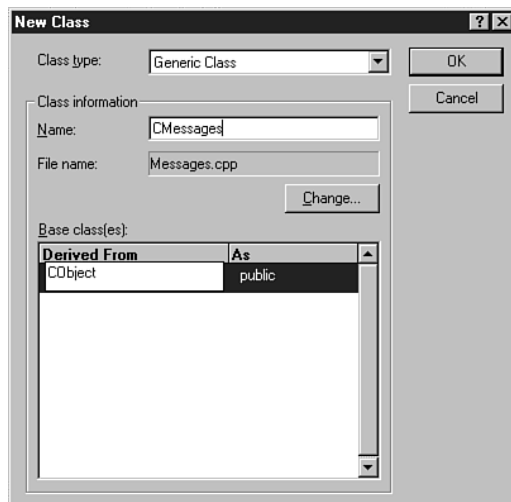 New Class
Class type:
Generic Class
OK
Cancel
Class information
Name:
CMessages
File name:
Messages.cpp
Change...
Base class(es):
Derived From
As
CObject
public